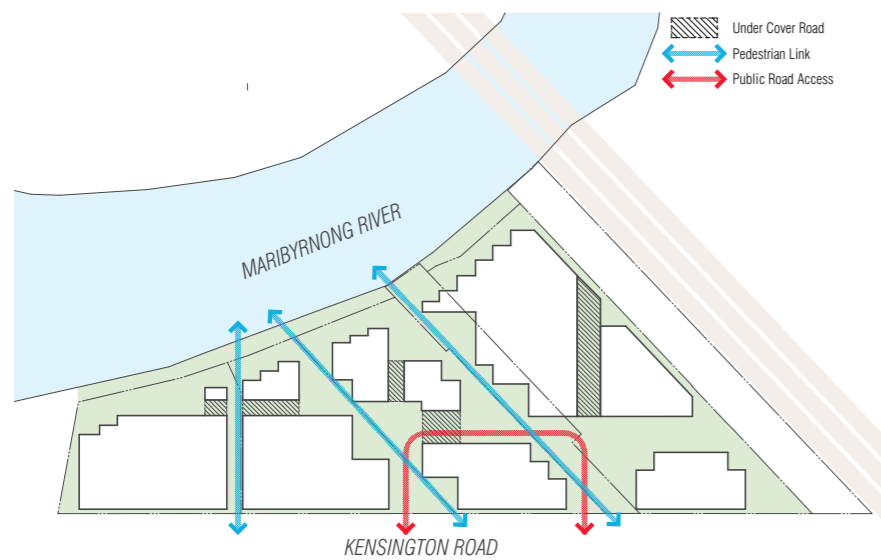 Under Cover Road
Pedestrian Link
Public Road Access
MARIBYRNONG RIVER
KENSINGTON ROAD